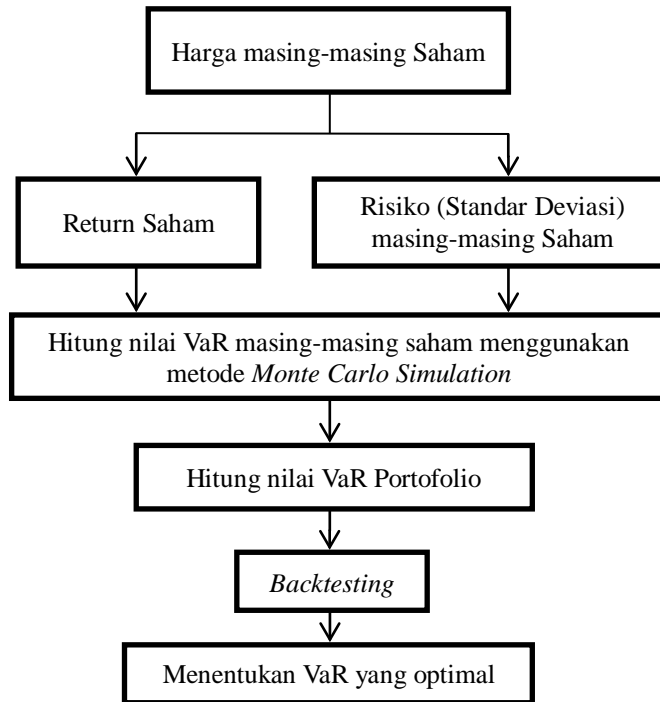 Harga masing-masing Saham
Return Saham
Risiko (Standar Deviasi)
masing-masing Saham
Hitung nilai VaR masing-masing saham menggunakan
metode Monte Carlo Simulation
Hitung nilai VaR Portofolio
Backtesting
Menentukan VaR yang optimal